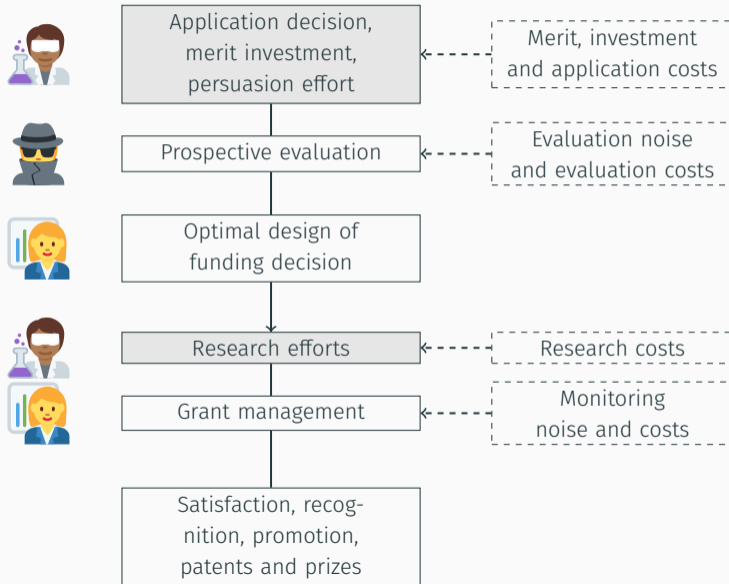 Application decision,
merit investment,
persuasion effort
Merit, investment
and application costs
Prospective evaluation
Evaluation noise
and evaluation costs
Optimal design of
funding decision
Research efforts
Research costs
Grant management
Monitoring
noise and costs
Satisfaction, recog-
nition, promotion,
patents and prizes